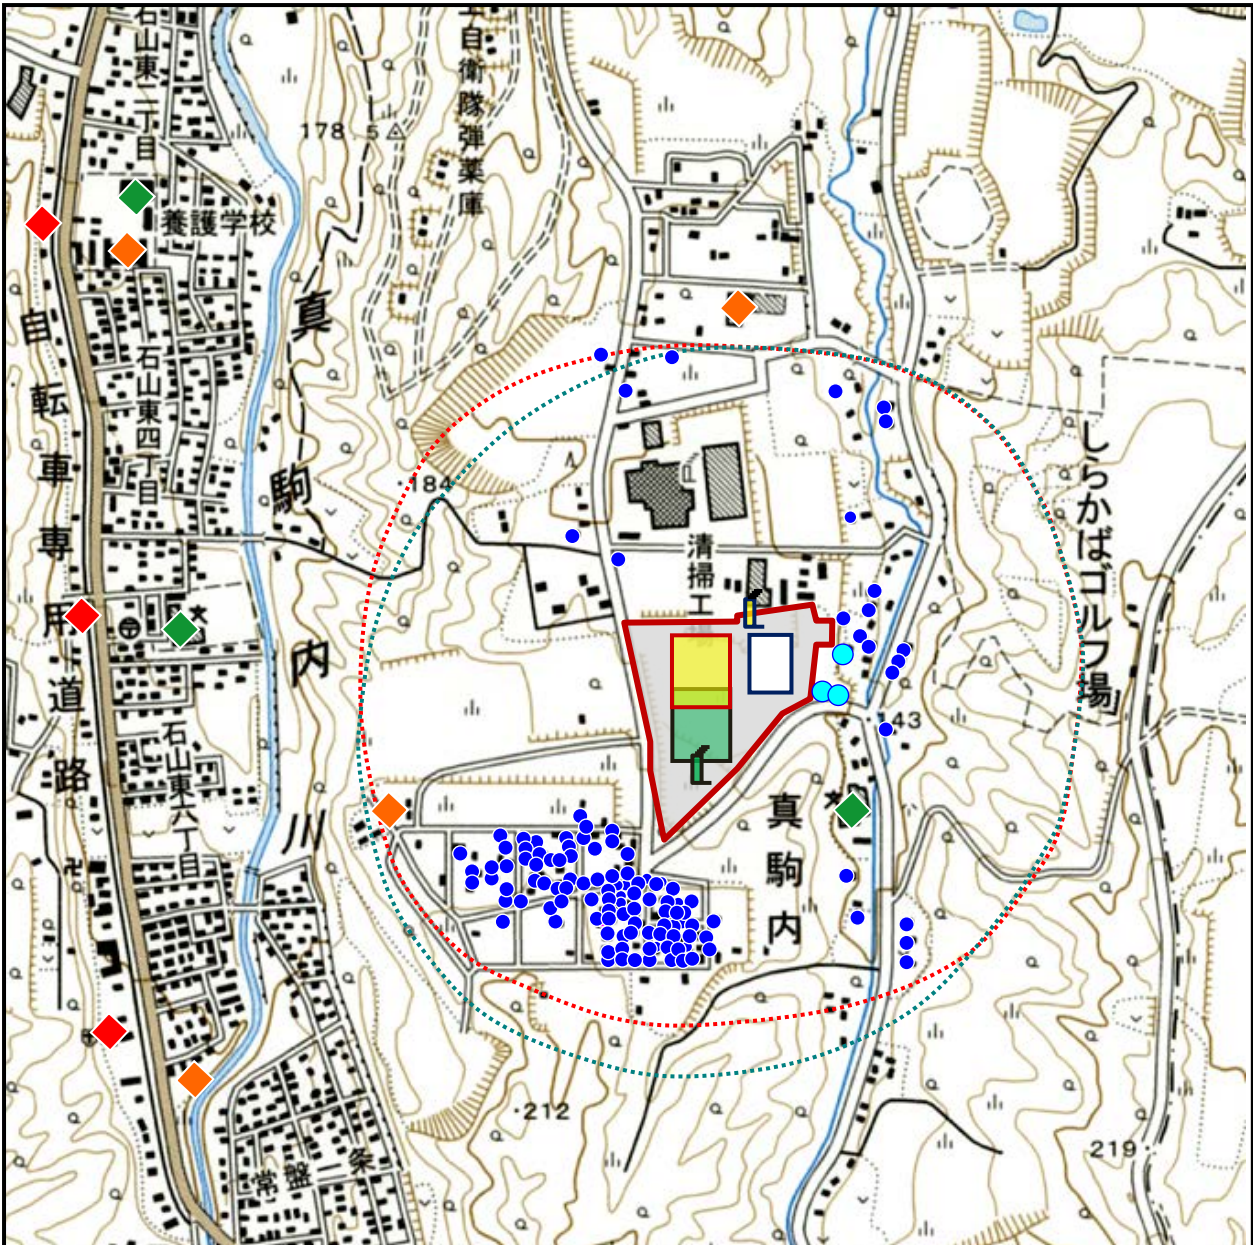 石山東二丁目
自衛隊弾薬庫
178.5
養護学校
自転車専用道路
石山東四丁目
真駒内川
184
清掃工場
しらかばゴルフ場
143
石山東六丁目
真駒内
212
219
常盤一条